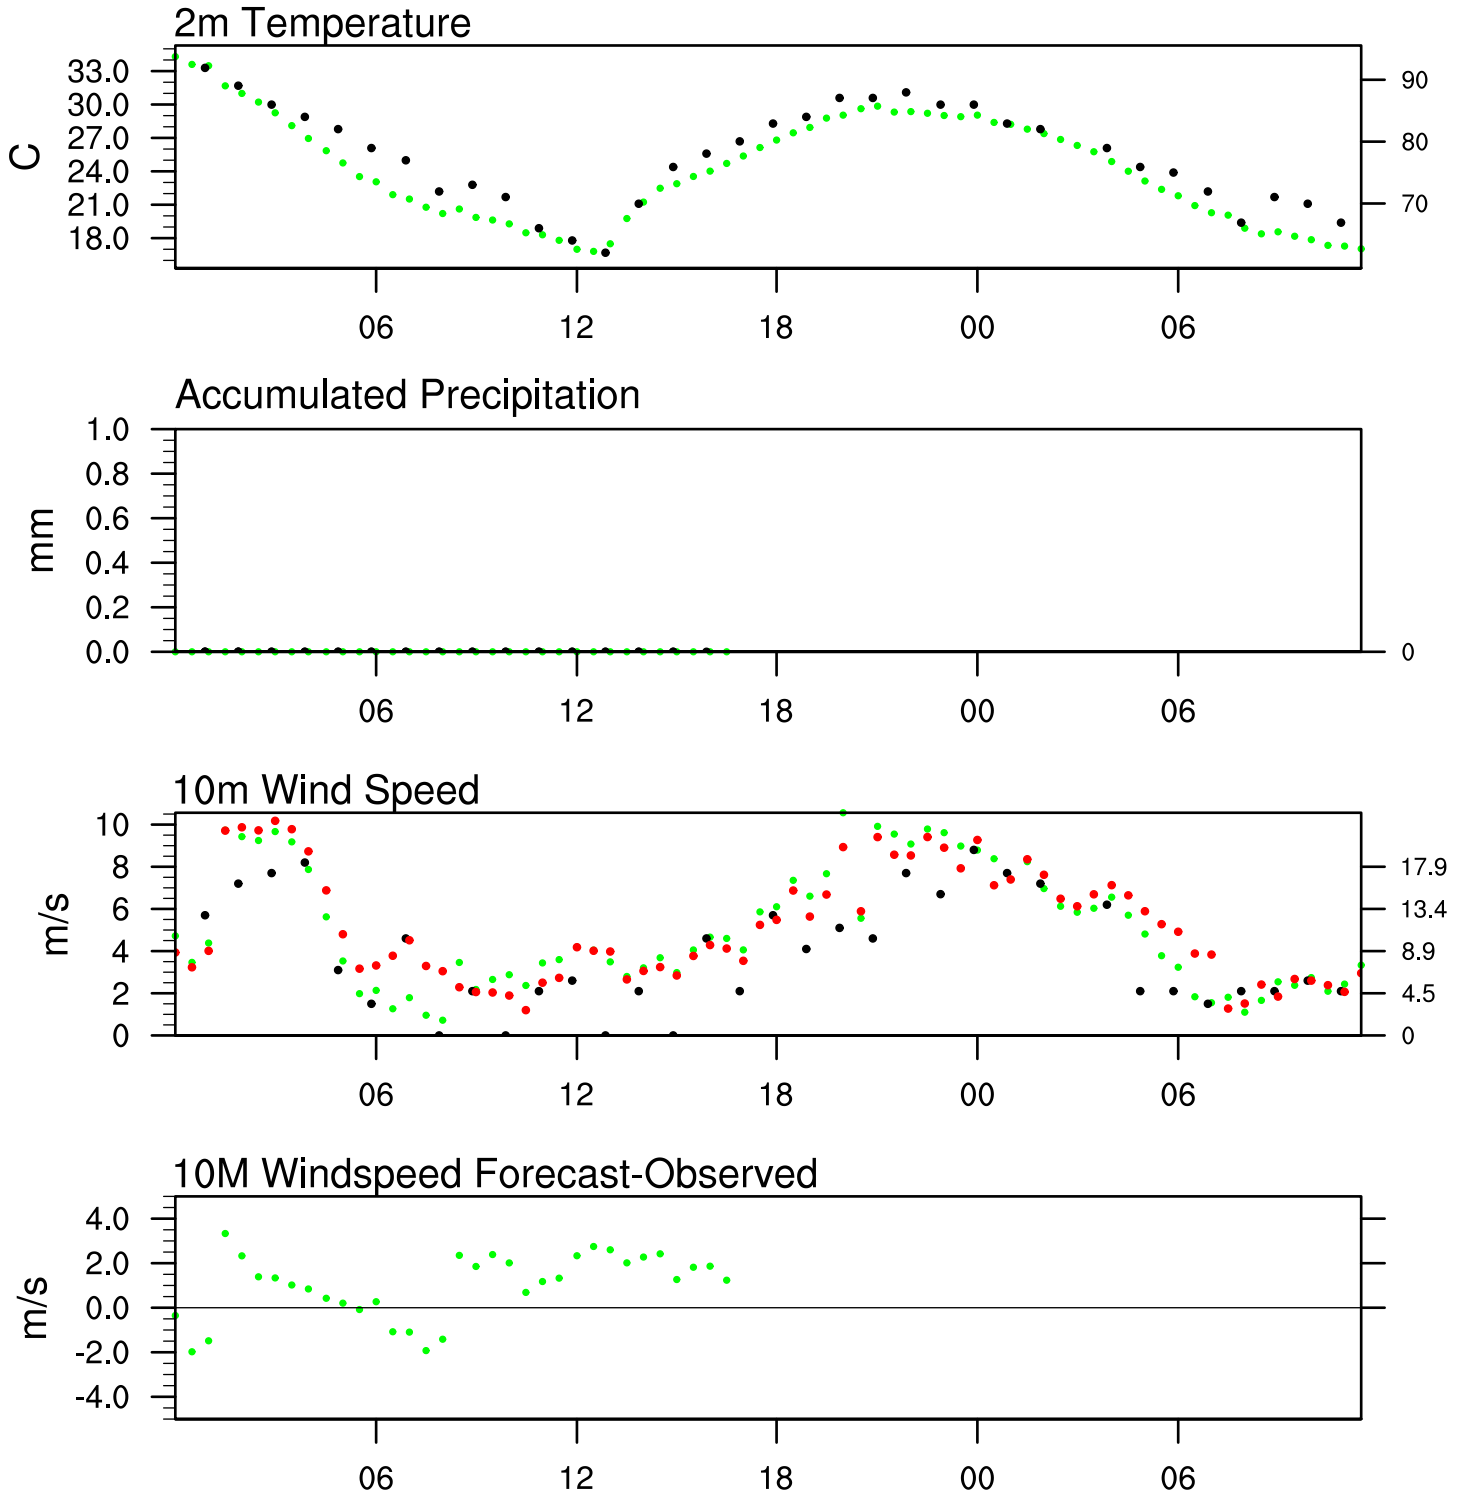 2m Temperature
33.0
30.0
27.0
24.0
21.0
18.0
C
90
80
70
06 12 18 00 06
Accumulated Precipitation
1.0
0.8
0.6
0.4
0.2
0.0
mm
0
06 12 18 00 06
10m Wind Speed
10
8
6
4
2
0
m/s
17.9
13.4
8.9
4.5
0
06 12 18 00 06
10M Windspeed Forecast-Observed
4.0
2.0
0.0
-2.0
-4.0
m/s
06 12 18 00 06